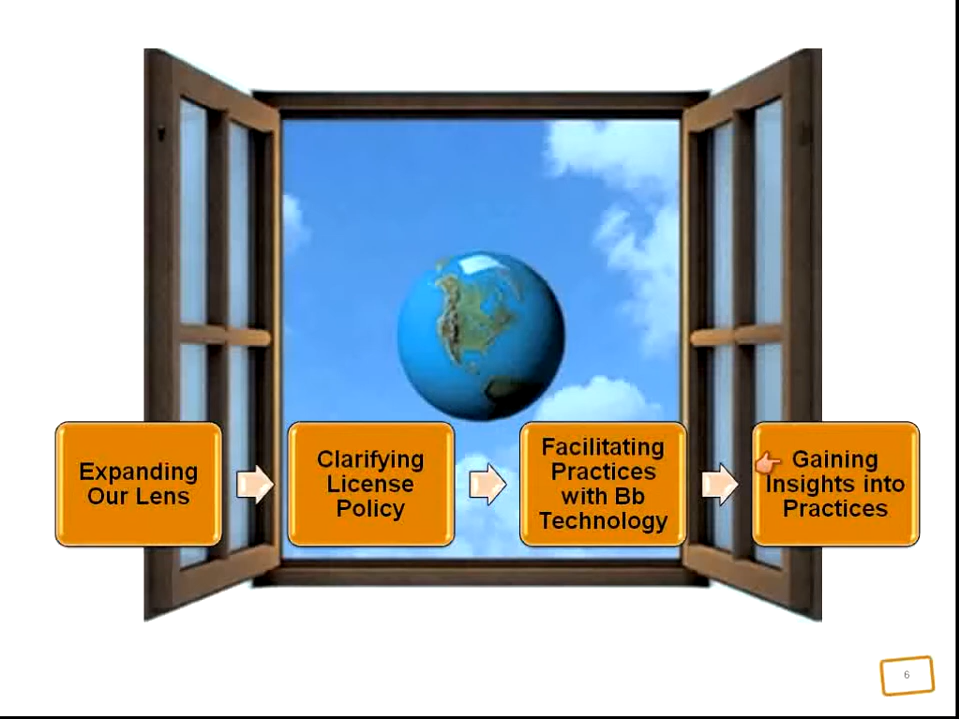 Expanding
Our Lens
Clarifying
License
Policy
Facilitating
Practices
with Bb
Technology
Gaining
Insights into
Practices
6